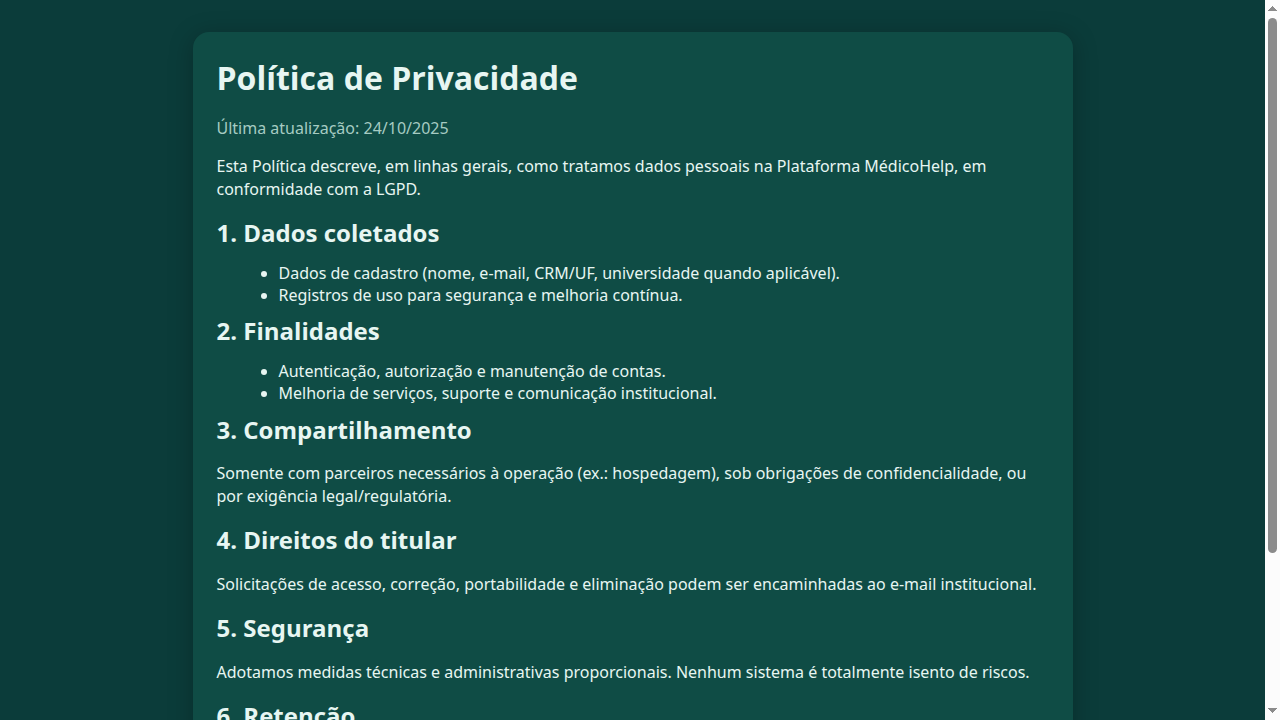 Política de Privacidade
Última atualização: 24/10/2025
Esta Política descreve, em linhas gerais, como tratamos dados pessoais na Plataforma MédicoHelp, em
conformidade com a LGPD.
1. Dados coletados
• Dados de cadastro (nome, e-mail, CRM/UF, universidade quando aplicável).
• Registros de uso para segurança e melhoria contínua.
2. Finalidades
• Autenticação, autorização e manutenção de contas.
• Melhoria de serviços, suporte e comunicação institucional.
3. Compartilhamento
Somente com parceiros necessários à operação (ex.: hospedagem), sob obrigações de confidencialidade, ou
por exigência legal/regulatória.
4. Direitos do titular
Solicitações de acesso, correção, portabilidade e eliminação podem ser encaminhadas ao e-mail institucional.
5. Segurança
Adotamos medidas técnicas e administrativas proporcionais. Nenhum sistema é totalmente isento de riscos.
6. Retenção